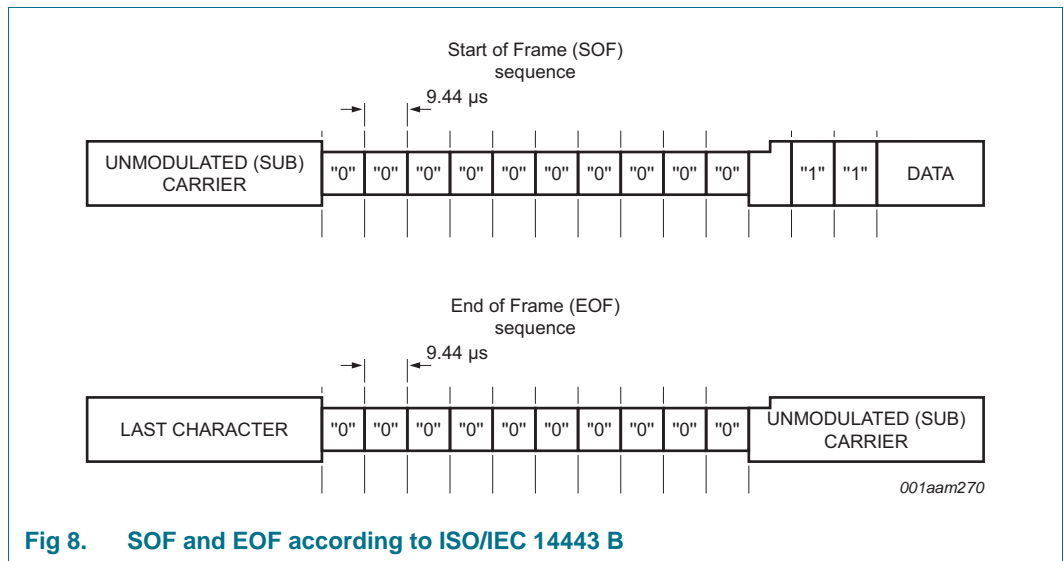 Start of Frame (SOF)
sequence
9.44 μs
UNMODULATED (SUB)
CARRIER
"0" "0" "0" "0" "0" "0" "0" "0" "0" "0" "1" "1" DATA
End of Frame (EOF)
sequence
9.44 μs
LAST CHARACTER "0" "0" "0" "0" "0" "0" "0" "0" "0" "0" UNMODULATED (SUB)
CARRIER
001aam270
Fig 8. SOF and EOF according to ISO/IEC 14443 B